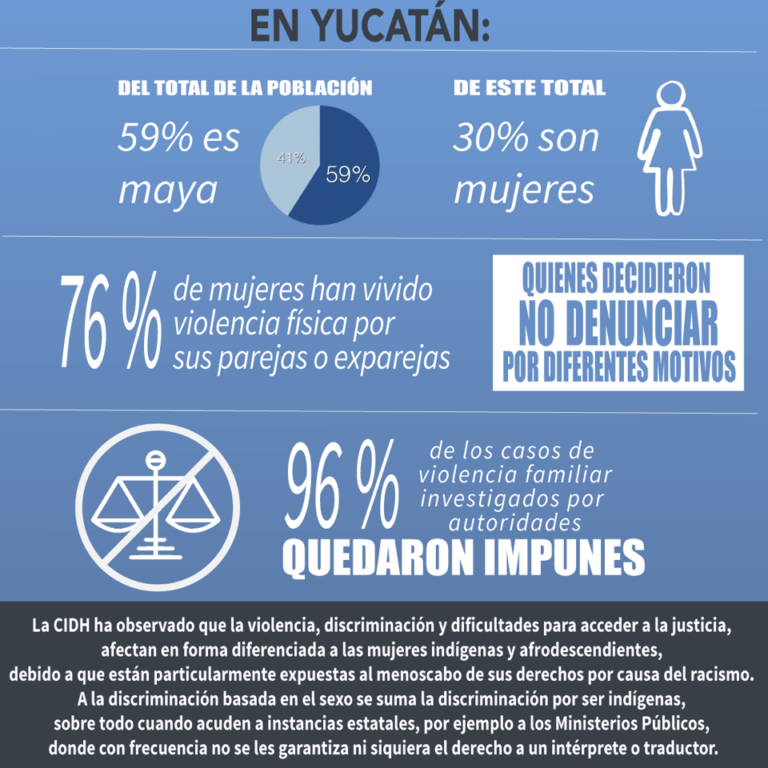 EN YUCATÁN:
DEL TOTAL DE LA POBLACIÓN
59% es
maya
41%
59%
DE ESTE TOTAL
30% son
mujeres
76 %
de mujeres han vivido
violencia física por
sus parejas o exparejas
QUIENES DECIDIERON
NO DENUNCIAR
POR DIFERENTES MOTIVOS
96 %
de los casos de
violencia familiar
investigados por
autoridades
QUEDARON IMPUNES
La CIDH ha observado que la violencia, discriminación y dificultades para acceder a la justicia,
afectan en forma diferenciada a las mujeres indígenas y afrodescendientes,
debido a que están particularmente expuestas al menoscabo de sus derechos por causa del racismo.
A la discriminación basada en el sexo se suma la discriminación por ser indígenas,
sobre todo cuando acuden a instancias estatales, por ejemplo a los Ministerios Públicos,
donde con frecuencia no se les garantiza ni siquiera el derecho a un intérprete o traductor.